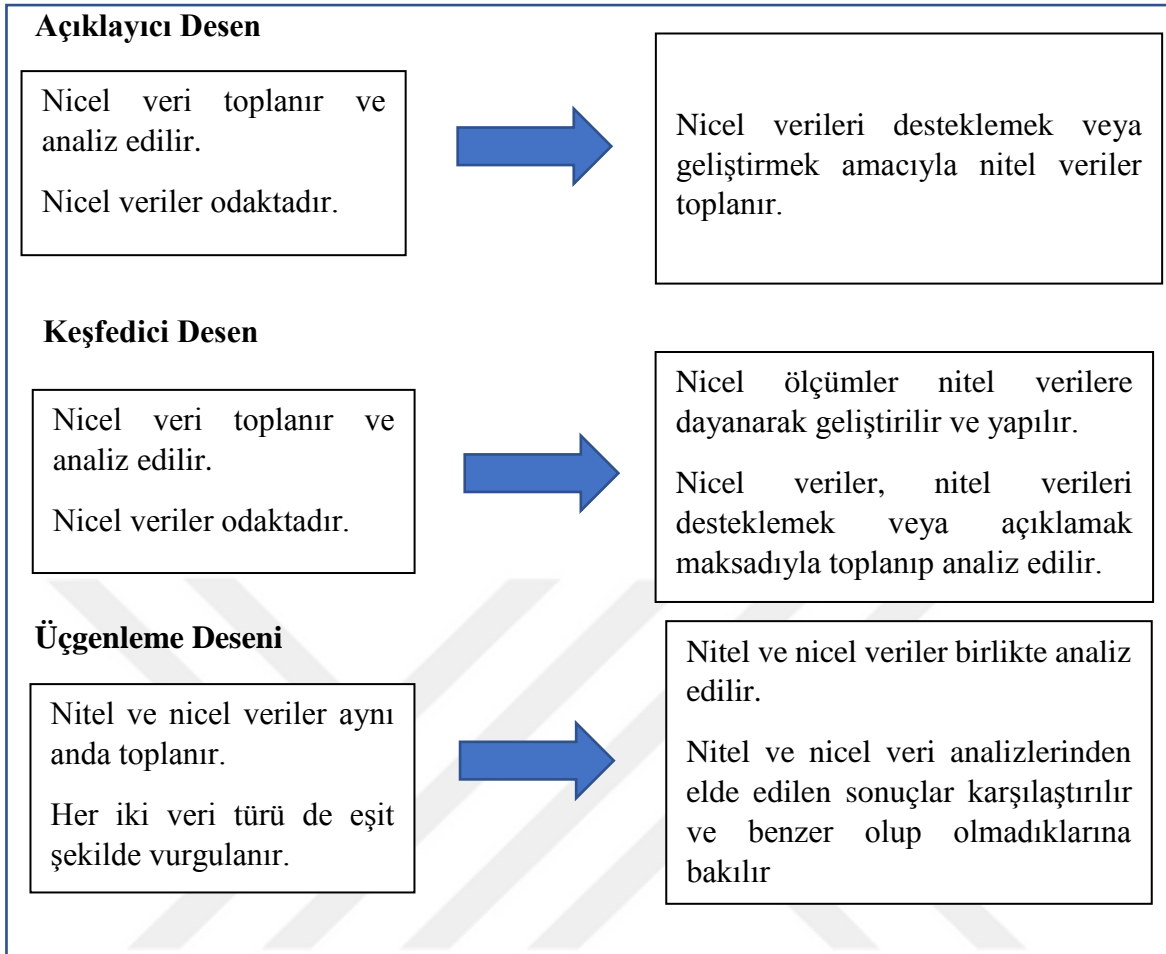 Açıklayıcı Desen
Nicel veri toplanır ve
analiz edilir.
Nicel veriler odaktadır.
Nicel verileri desteklemek veya
geliştirmek amacıyla nitel veriler
toplanır.
Keşfedici Desen
Nicel veri toplanır ve
analiz edilir.
Nicel veriler odaktadır.
Nicel ölçümler nitel verilere
dayanarak geliştirilir ve yapılır.
Nicel veriler, nitel verileri
desteklemek veya açıklamak
maksadıyla toplanıp analiz edilir.
Üçgenleme Deseni
Nitel ve nicel veriler aynı
anda toplanır.
Her iki veri türü de eşit
şekilde vurgulanır.
Nitel ve nicel veriler birlikte analiz
edilir.
Nitel ve nicel veri analizlerinden
elde edilen sonuçlar karşılaştırılır
ve benzer olup olmadıklarına
bakılır